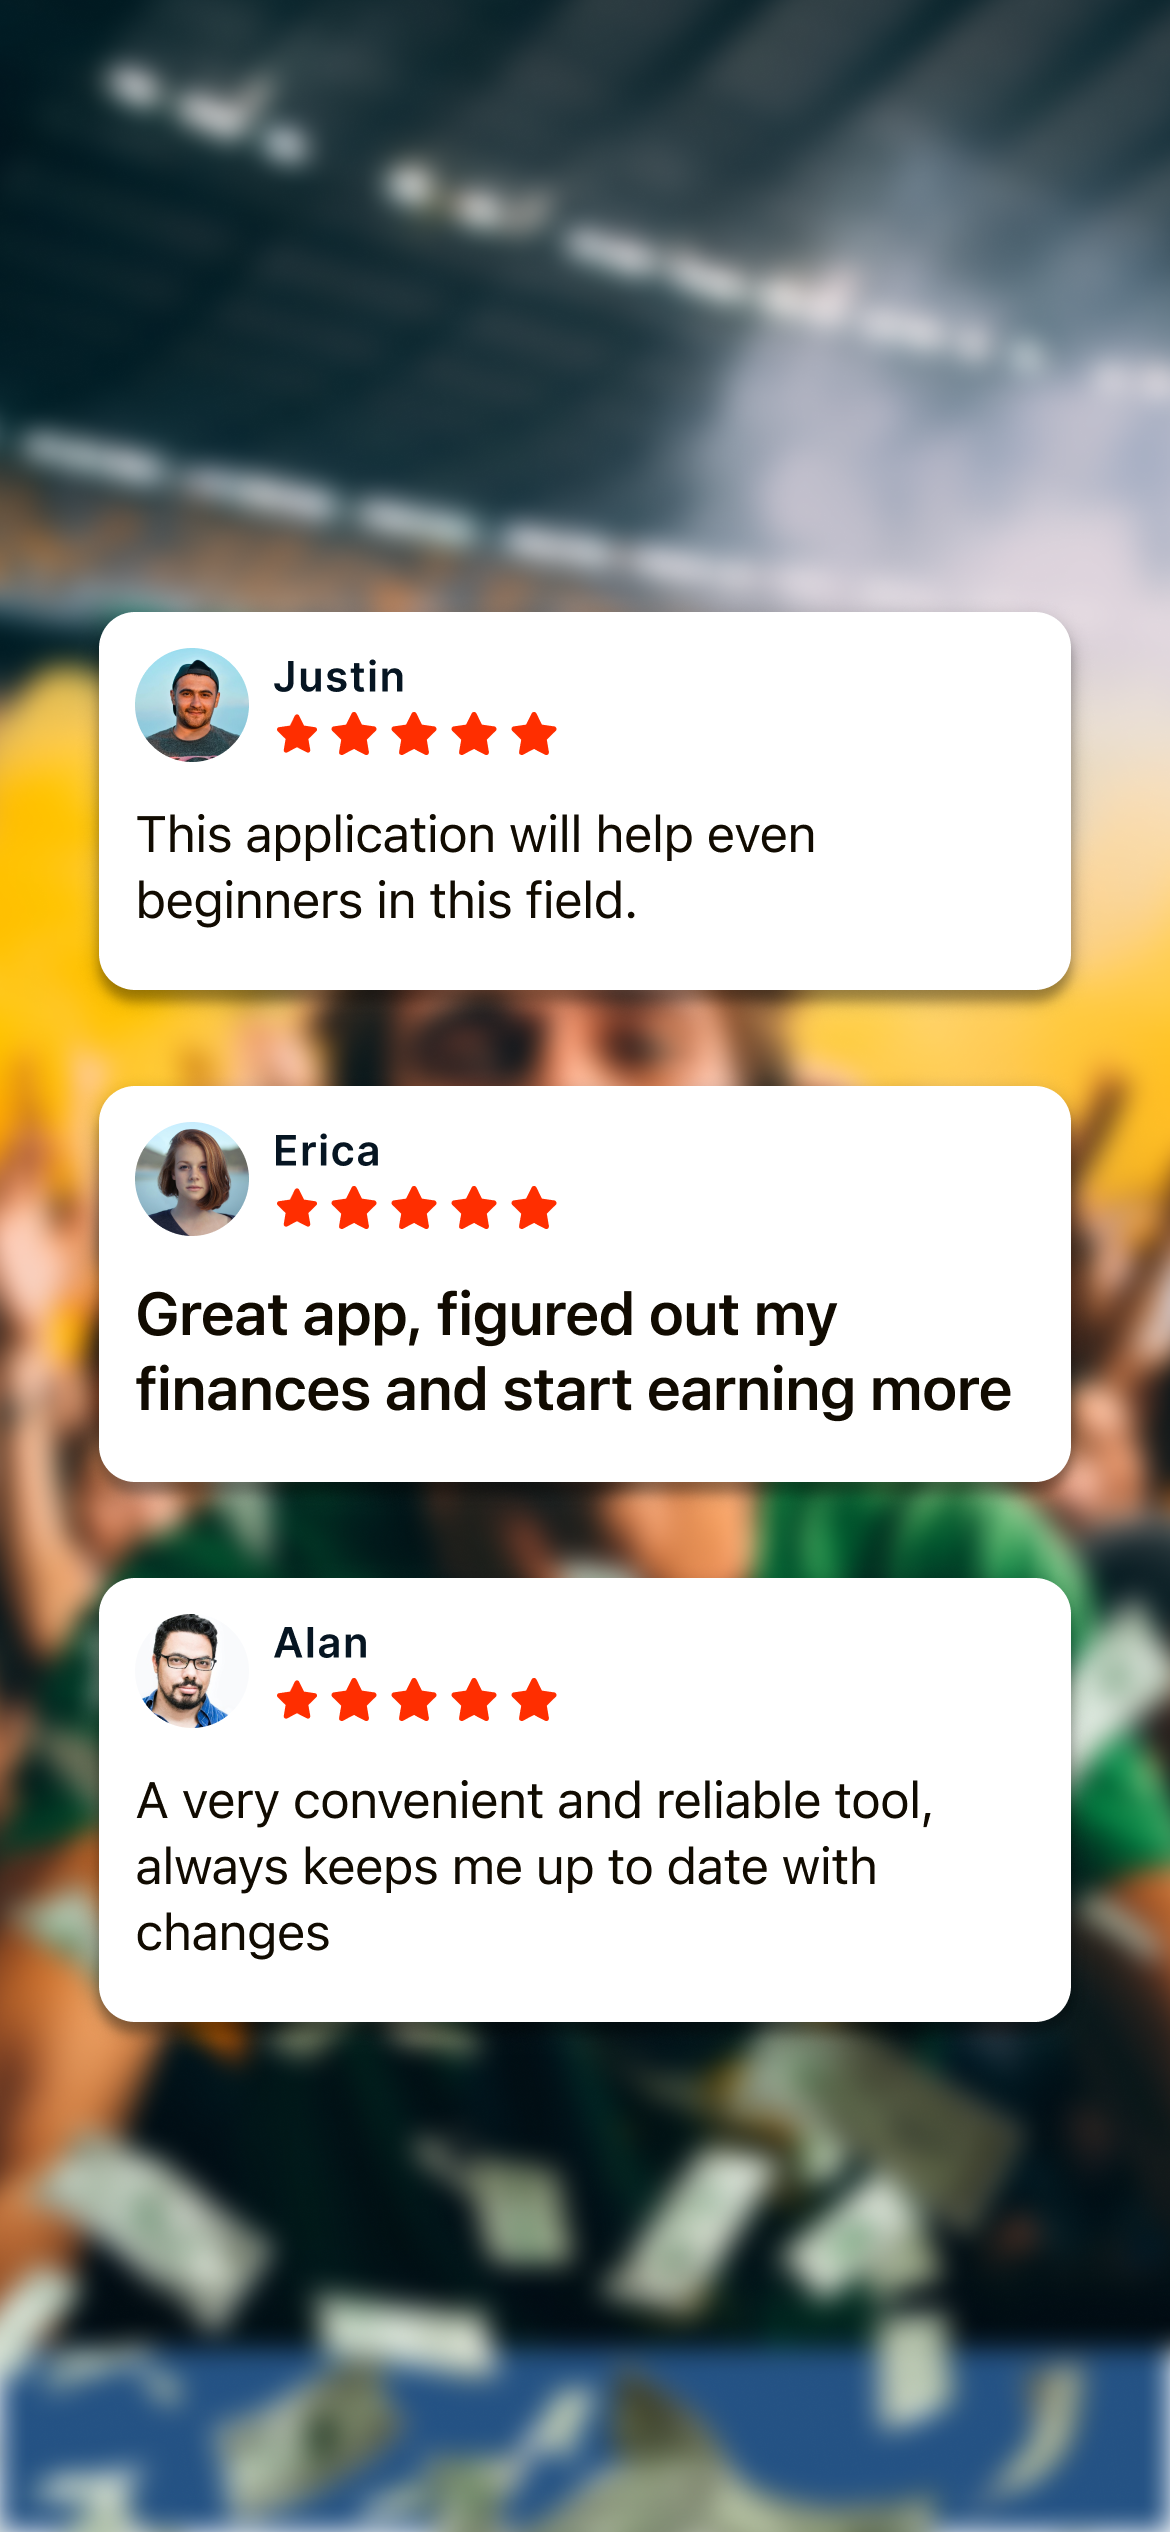 Justin
This application will help even
beginners in this field.
Erica
Great app, figured out my
finances and start earning more
Alan
A very convenient and reliable tool,
always keeps me up to date with
changes